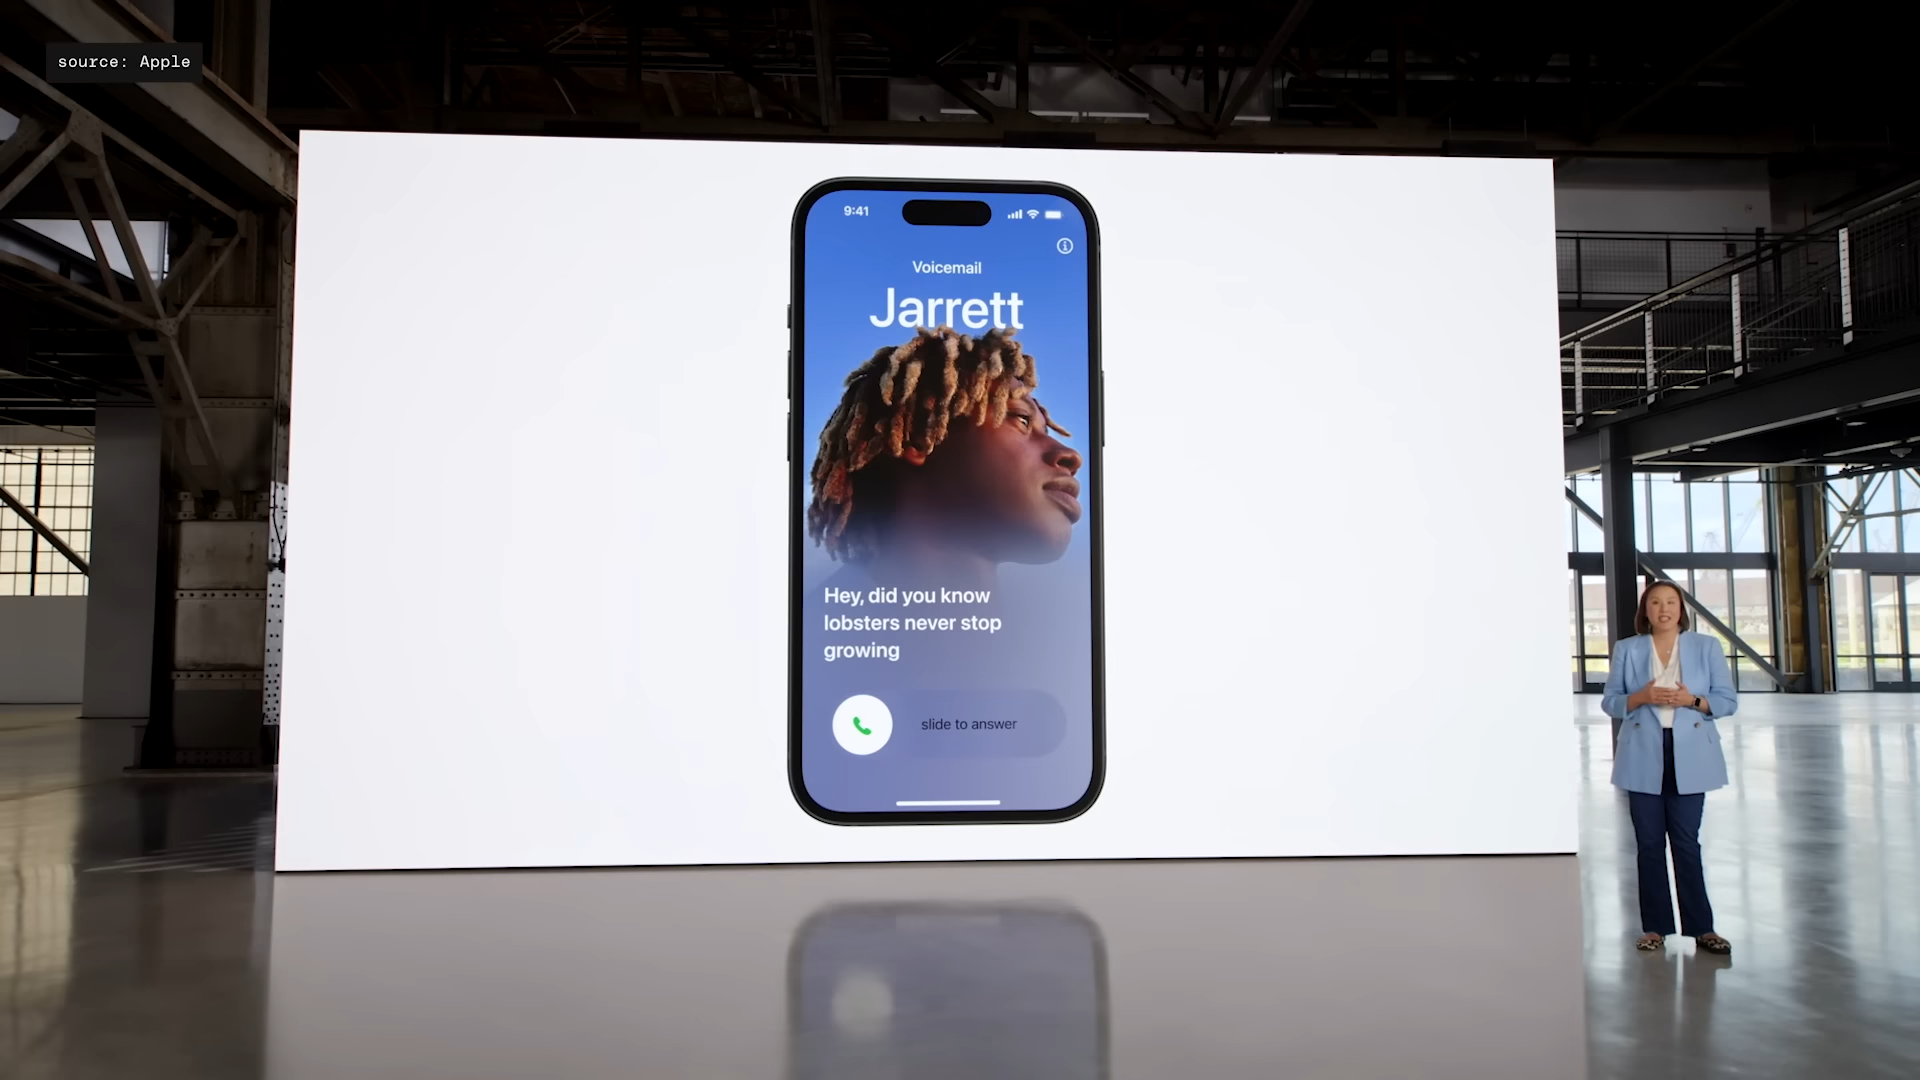 source: Apple
9:41
Voicemail
Jarrett
Hey, did you know
lobsters never stop
growing
slide to answer